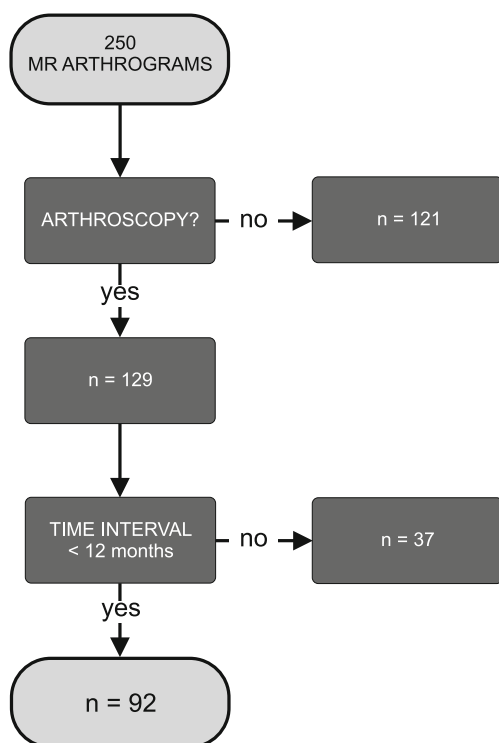 250
MR ARTHROGRAMS
ARTHROSCOPY?
no
n = 121
yes
n = 129
TIME INTERVAL
< 12 months
no
n = 37
yes
n = 92